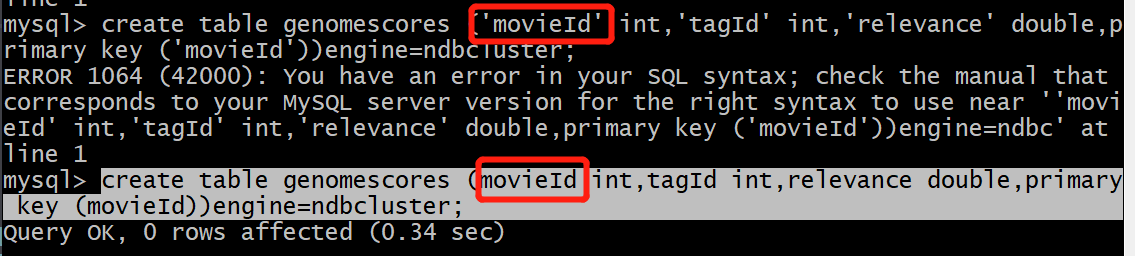 line 1
mysql> create table genomescores ('movieId' int,'tagId' int,'relevance' double,p
rimary key ('movieId'))engine=ndbcluster;
ERROR 1064 (42000): You have an error in your SQL syntax; check the manual that
corresponds to your MySQL server version for the right syntax to use near ''movi
eId' int,'tagId' int,'relevance' double,primary key ('movieId'))engine=ndbc' at
line 1
mysql> create table genomescores (movieId int,tagId int,relevance double,primary
 key (movieId))engine=ndbcluster;
Query OK, 0 rows affected (0.34 sec)